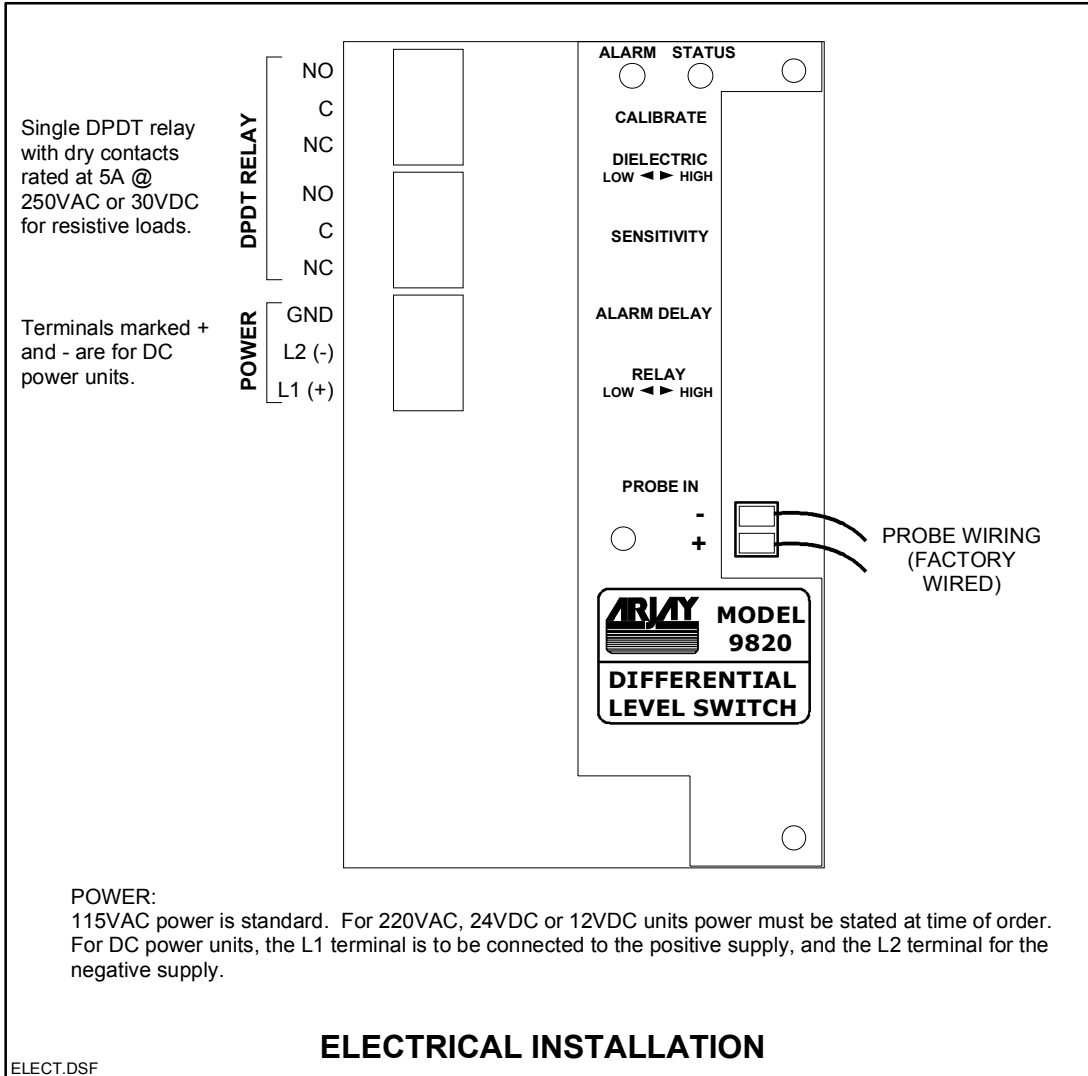 Single DPDT relay
with dry contacts
rated at 5A @
250VAC or 30VDC
for resistive loads.
DPDT RELAY
NO
C
NC
NO
C
NC
Terminals marked +
and - are for DC
power units.
POWER
GND
L2 (-)
L1 (+)
ALARM STATUS
CALIBRATE
DIELECTRIC
LOW ◄ ► HIGH
SENSITIVITY
ALARM DELAY
RELAY
LOW ◄ ► HIGH
PROBE IN
-
+
PROBE WIRING
(FACTORY
WIRED)
ARJAY
MODEL
9820
DIFFERENTIAL
LEVEL SWITCH
POWER:
115VAC power is standard. For 220VAC, 24VDC or 12VDC units power must be stated at time of order.
For DC power units, the L1 terminal is to be connected to the positive supply, and the L2 terminal for the
negative supply.
ELECTRICAL INSTALLATION
ELECT.DSF